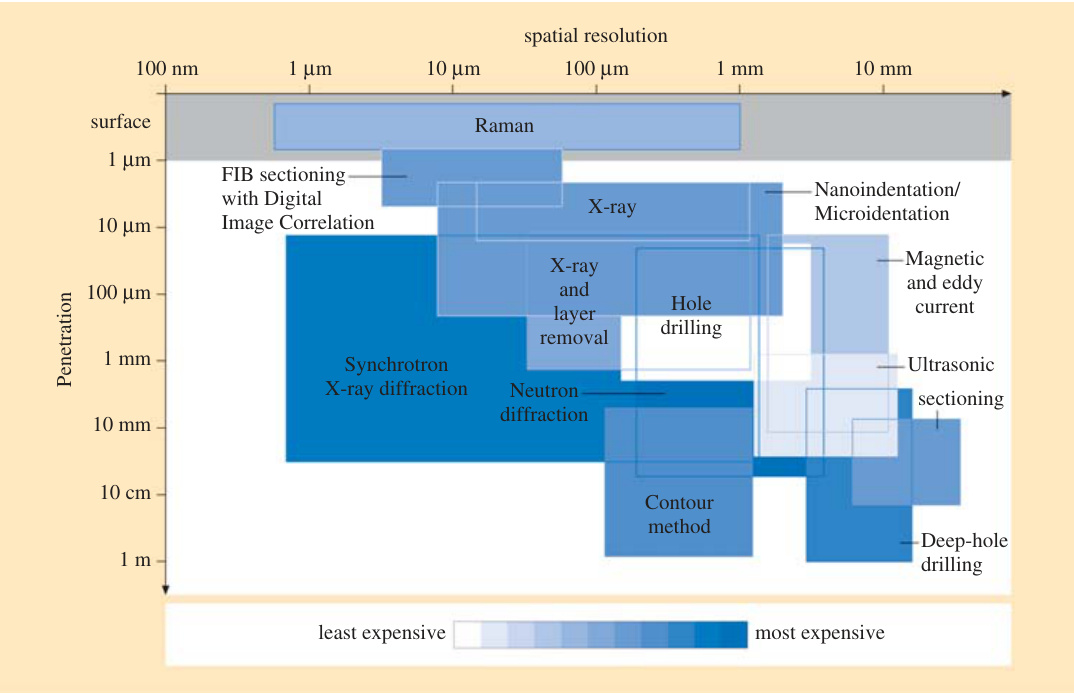 spatial resolution
100 nm 1 μm 10 μm 100 μm 1 mm 10 mm
surface
Raman
1 μm
FIB sectioning
with Digital
Image Correlation
X-ray
Nanoindentation/
Microidentation
10 μm
Magnetic
and eddy
current
X-ray
and
layer
removal
Hole
drilling
100 μm
Penetration
1 mm
Synchrotron
X-ray diffraction
Ultrasonic
Neutron
diffraction
sectioning
10 mm
10 cm
Contour
method
Deep-hole
drilling
1 m
least expensive most expensive